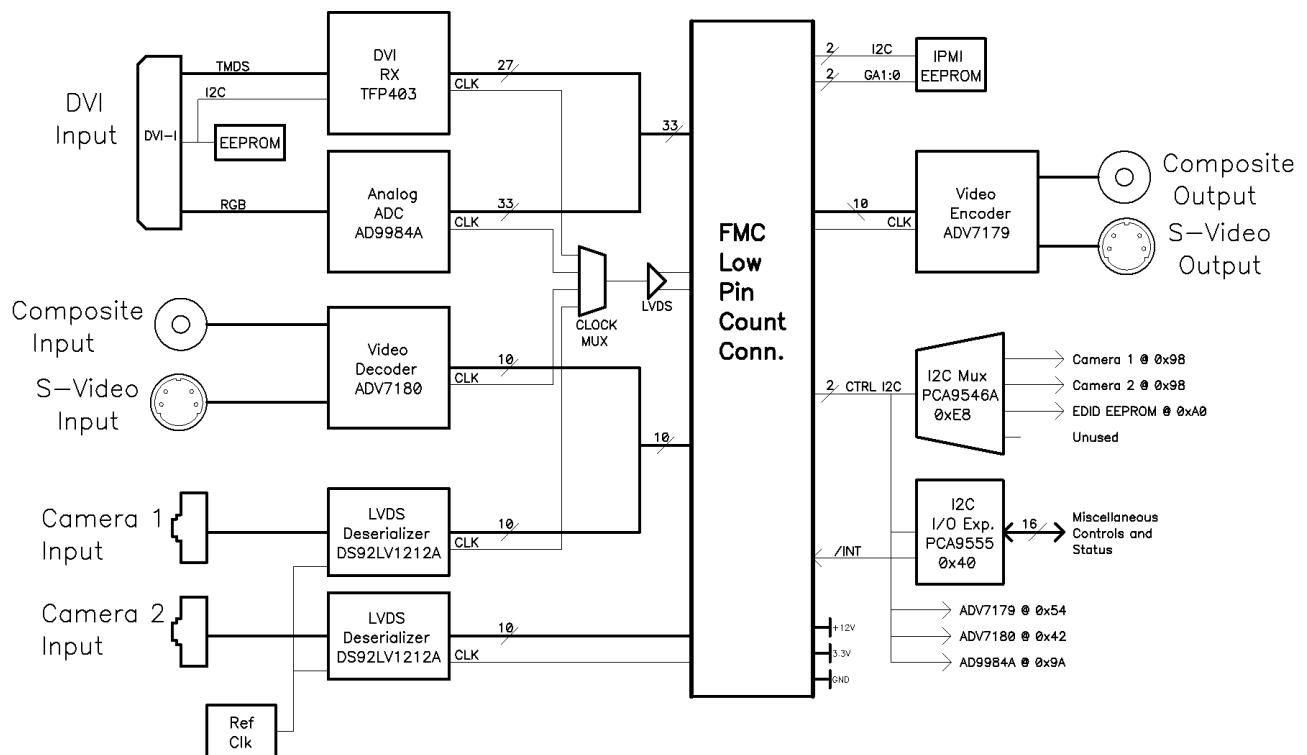 DVI
Input
DVI-I
TMDS
I2C
EEPROM
RGB
DVI
RX
TFP403
27
CLK
Analog
ADC
AD9984A
33
CLK
33
Composite
Input
S-Video
Input
Video
Decoder
ADV7180
10
CLK
CLOCK
MUX
LVDS
10
Camera 1
Input
LVDS
Deserializer
DS92LV1212A
10
CLK
Camera 2
Input
LVDS
Deserializer
DS92LV1212A
10
CLK
Ref
Clk
FMC
Low
Pin
Count
Conn.
2 I2C
2 GA1:0
IPMI
EEPROM
10
CLK
Video
Encoder
ADV7179
Composite
Output
S-Video
Output
2 CTRL I2C
I2C Mux
PCA9546A
0xE8
Camera 1 @ 0x98
Camera 2 @ 0x98
EDID EEPROM @ 0xA0
Unused
/INT
I2C
I/O Exp.
PCA9555
0x40
16
Miscellaneous
Controls and
Status
ADV7179 @ 0x54
ADV7180 @ 0x42
AD9984A @ 0x9A
+12V
3.3V
GND